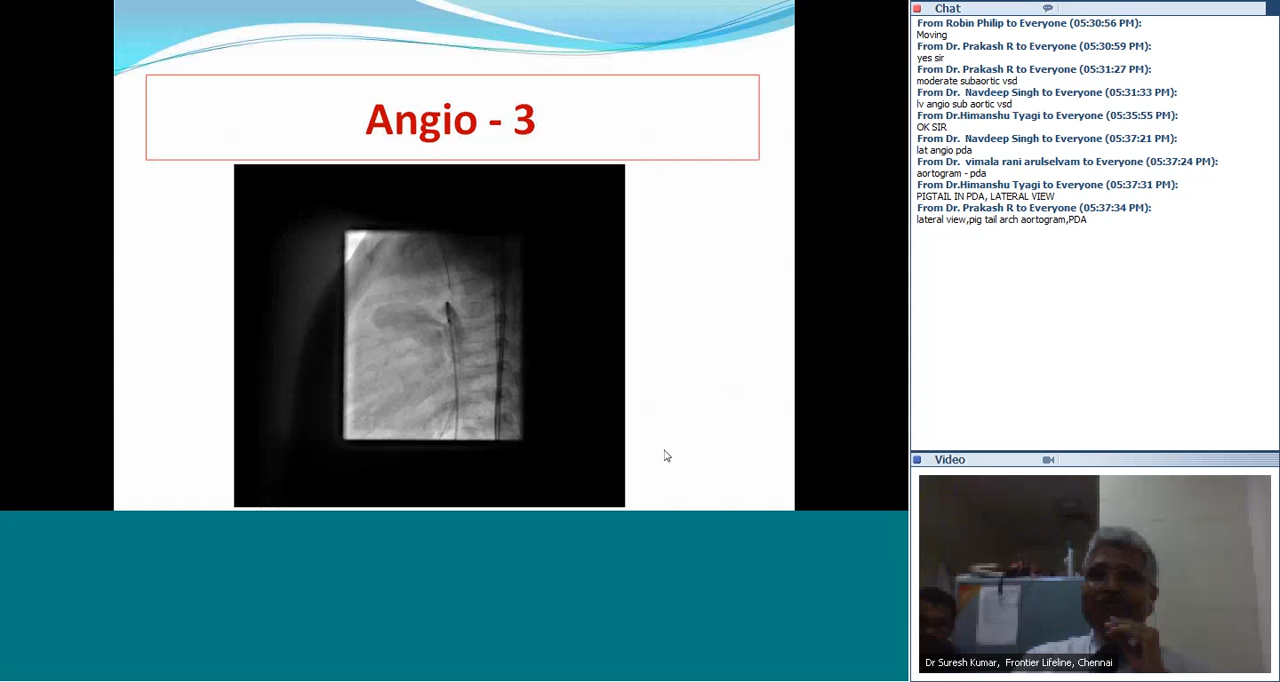 Angio - 3
Chat
From Robin Philip to Everyone (05:30:56 PM):
Moving
From Dr. Prakash R to Everyone (05:30:59 PM):
yes sir
From Dr. Prakash R to Everyone (05:31:27 PM):
moderate subaortic vsd
From Dr. Navdeep Singh to Everyone (05:31:33 PM):
lv angio sub aortic vsd
From Dr.Himanshu Tyagi to Everyone (05:35:55 PM):
OK SIR
From Dr. Navdeep Singh to Everyone (05:37:21 PM):
lat angio pda
From Dr. vimala rani arulselvam to Everyone (05:37:24 PM):
aortogram - pda
From Dr.Himanshu Tyagi to Everyone (05:37:31 PM):
PIGTAIL IN PDA, LATERAL VIEW
From Dr. Prakash R to Everyone (05:37:34 PM):
lateral view,pig tail arch aortogram,PDA
Video
Dr Suresh Kumar, Frontier Lifeline, Chennai